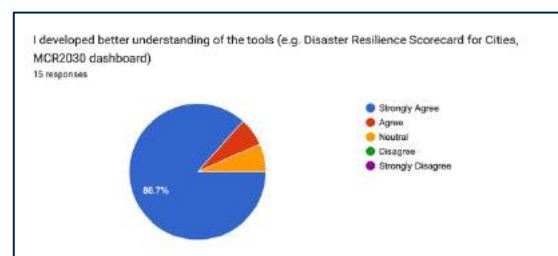 I developed better understanding of the tools (e.g. Disaster Resilience Scorecard for Cities,
MCR2030 dashboard)
15 responses
Strongly Agree
Agree
Neutral
Disagree
Strongly Disagree
86.7%